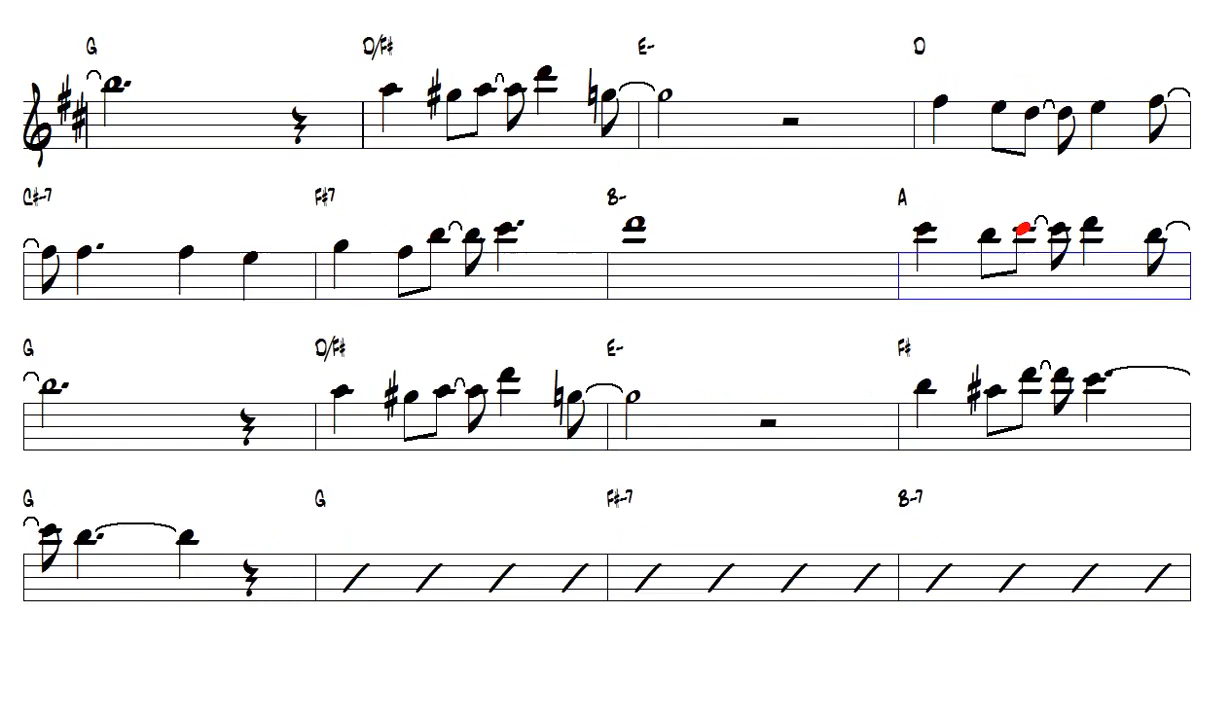 G D/F# E- D
C#-7 F#7 B- A
G D/F# E- F#
G G F#-7 B-7